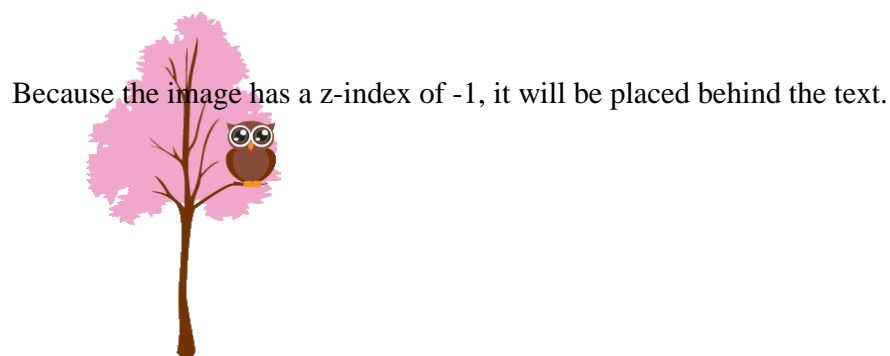 Because the image has a z-index of -1, it will be placed behind the text.